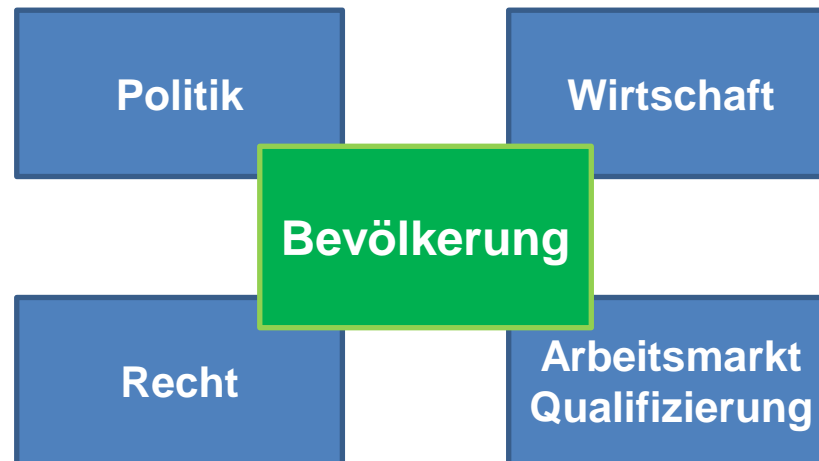 Politik
Wirtschaft
Bevölkerung
Recht
Arbeitsmarkt
Qualifizierung